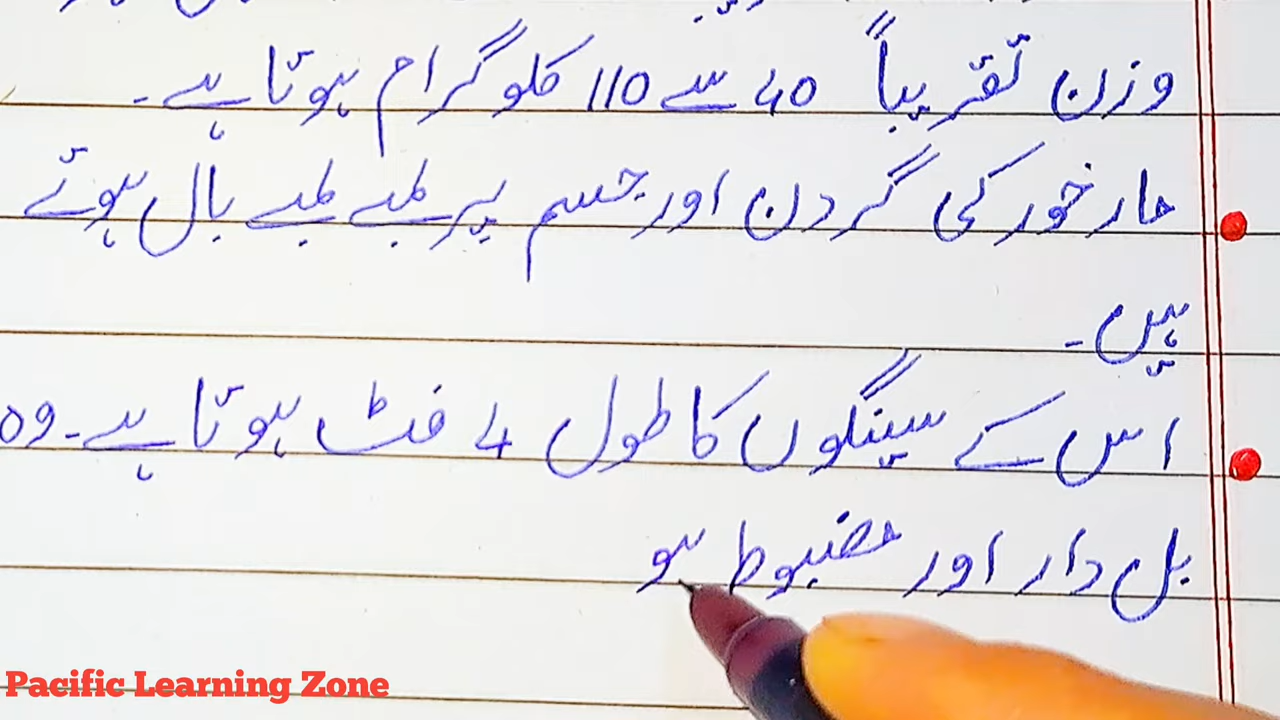 وزن تقریباً 40 سے 110 کلوگرام ہوتا ہے۔
مارخور کی گردن اور جسم پر لمبے لمبے بال ہوتے
ہیں۔
اس کے سینگوں کا طول 4 فٹ ہوتا ہے۔ وہ
بل دار اور مضبوط ہو
Pacific Learning Zone